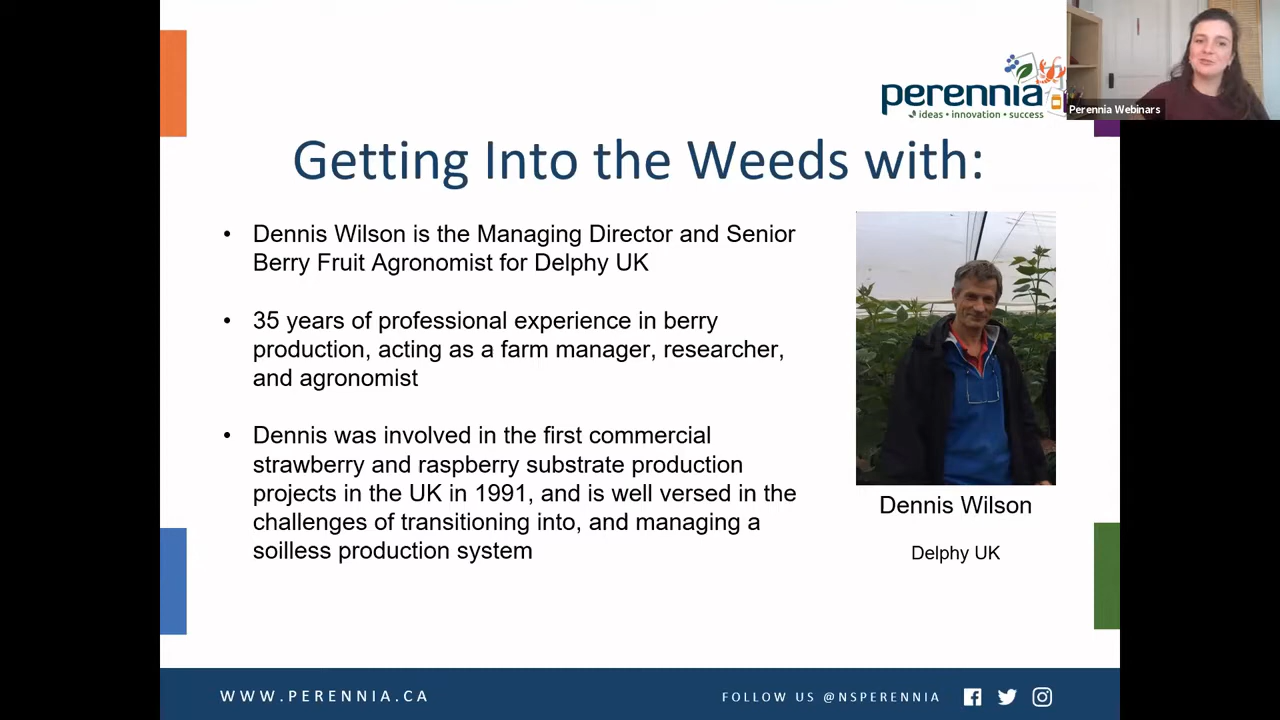 perennia
ideas • innovation • success
Perennia Webinars
Getting Into the Weeds with:
• Dennis Wilson is the Managing Director and Senior
Berry Fruit Agronomist for Delphy UK
• 35 years of professional experience in berry
production, acting as a farm manager, researcher,
and agronomist
• Dennis was involved in the first commercial
strawberry and raspberry substrate production
projects in the UK in 1991, and is well versed in the
challenges of transitioning into, and managing a
soilless production system
Dennis Wilson
Delphy UK
WWW.PERENNIA.CA
FOLLOW US @NSPERENNIA